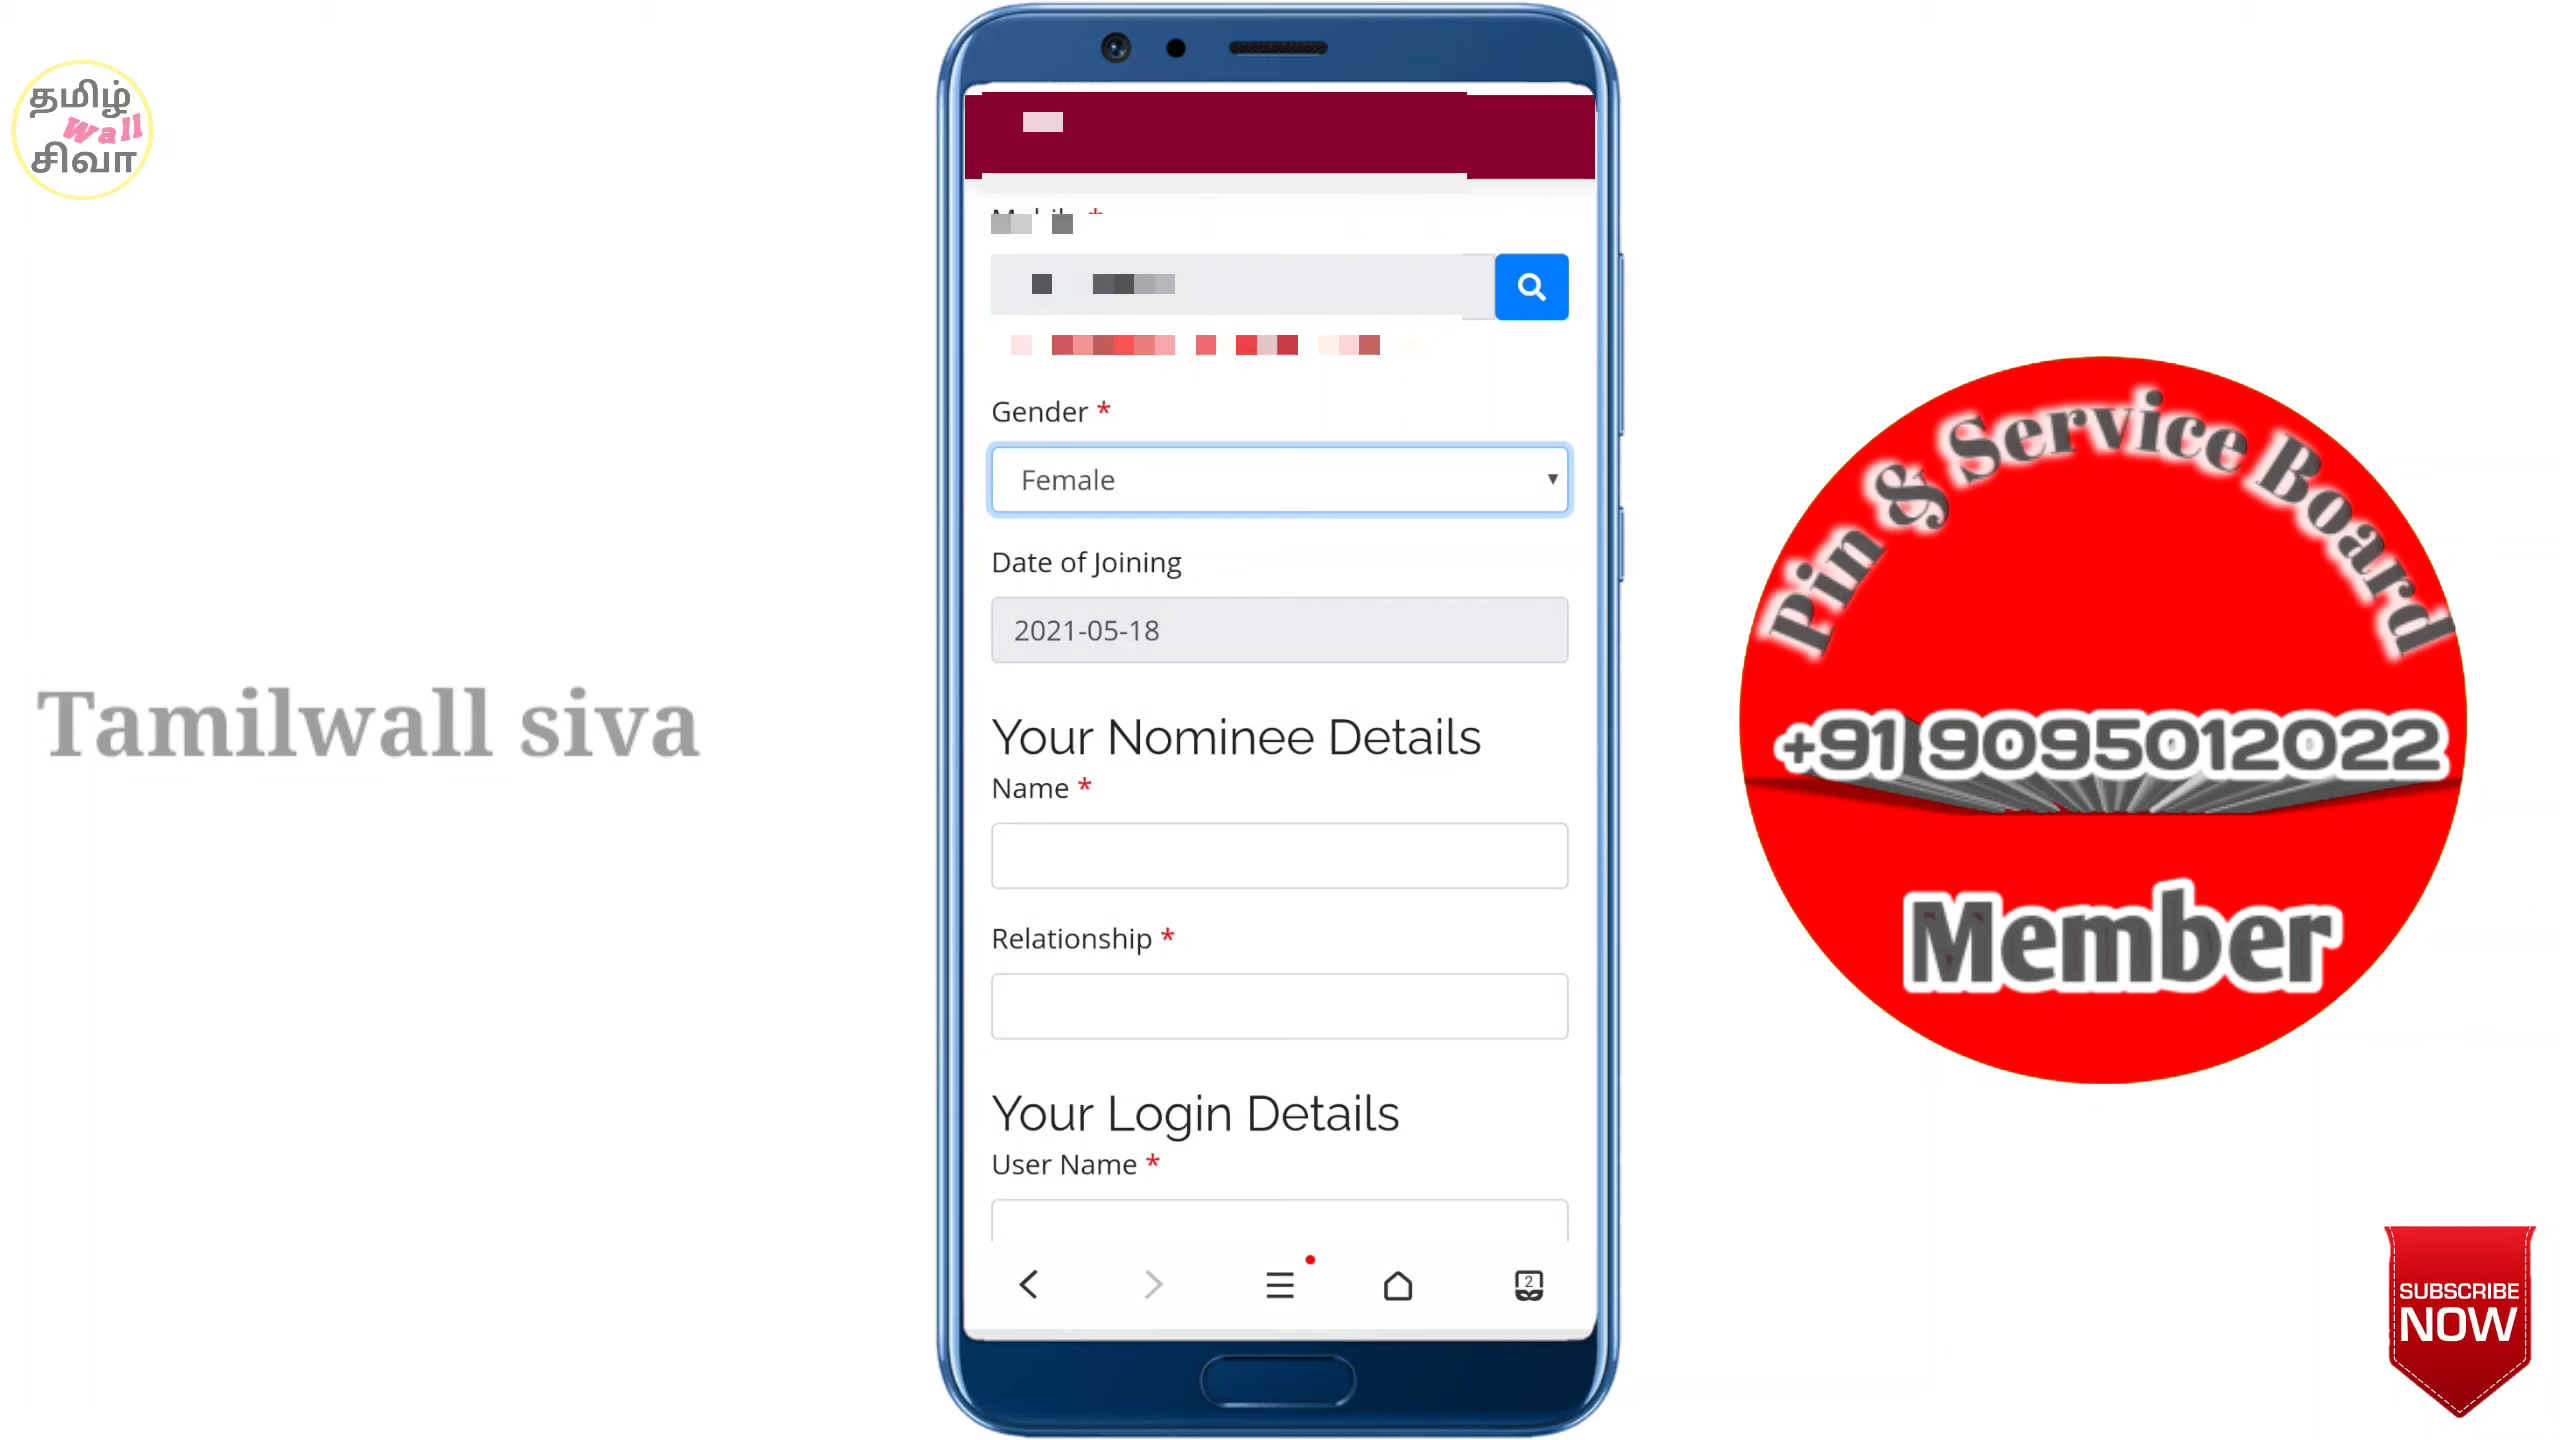 தமிழ்
Wall
சிவா
Tamilwall siva
Gender *
Female
Date of Joining
2021-05-18
Your Nominee Details
Name *
Relationship *
Your Login Details
User Name *
2
Pin & Service Board
+91 9095012022
Member
SUBSCRIBE
NOW